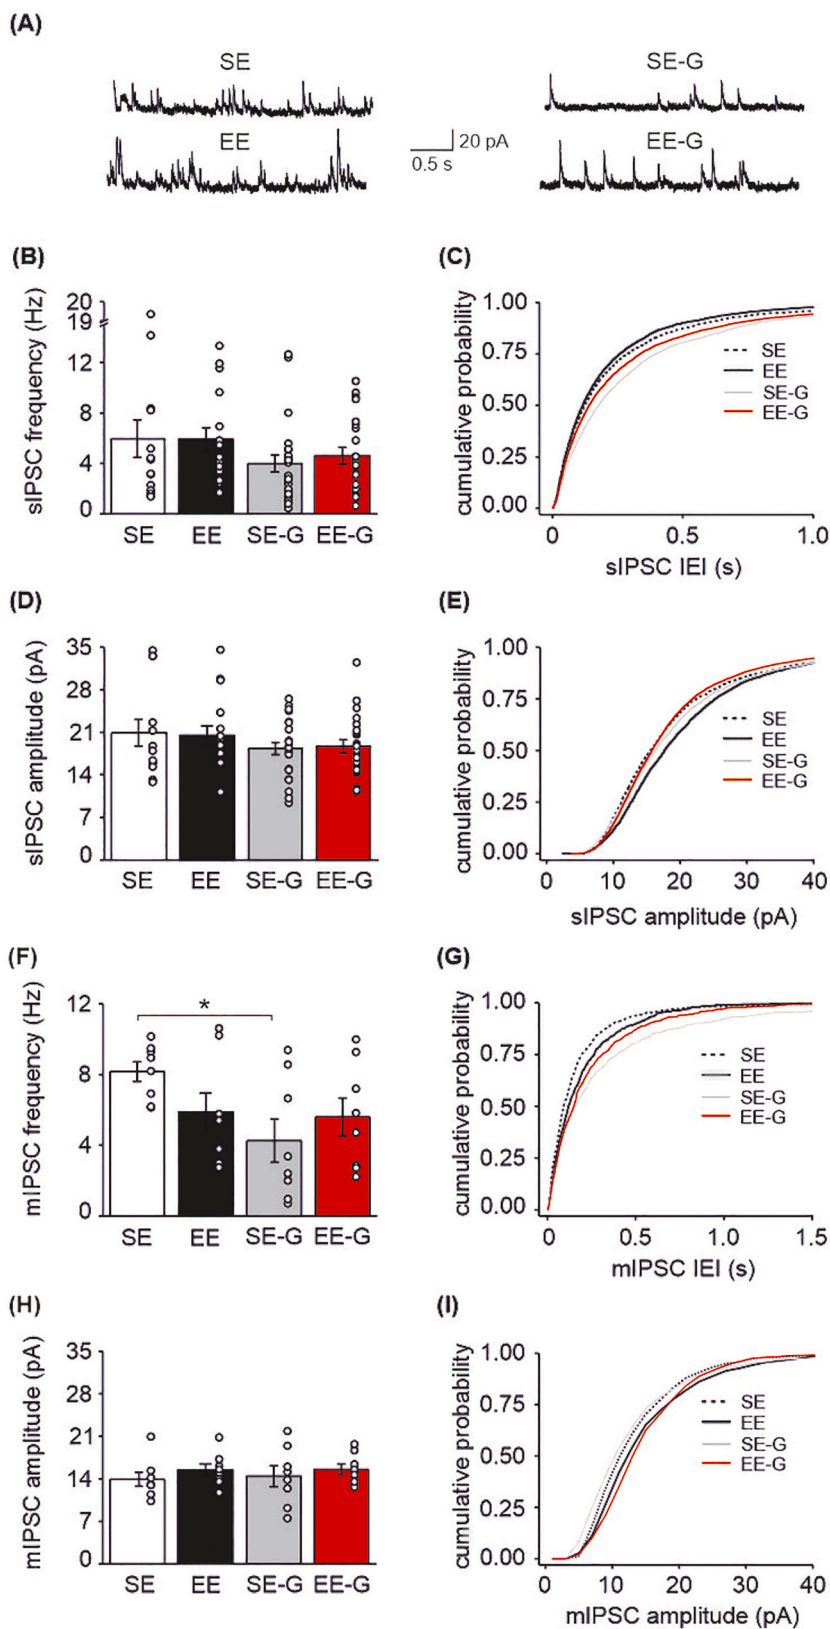 (A)
SE
SE-G
EE
20 pA
0.5 s
EE-G
(B)
sIPSC frequency (Hz)
20
19
12
8
4
0
SE EE SE-G EE-G
(C)
cumulative probability
1.00
0.75
0.50
0.25
0.00
SE
EE
SE-G
EE-G
0 0.5 1.0
sIPSC IEI (s)
(D)
sIPSC amplitude (pA)
35
28
21
14
7
0
SE EE SE-G EE-G
(E)
cumulative probability
1.00
0.75
0.50
0.25
0.00
SE
EE
SE-G
EE-G
0 10 20 30 40
sIPSC amplitude (pA)
(F)
mIPSC frequency (Hz)
12
8
4
0
*
SE EE SE-G EE-G
(G)
cumulative probability
1.00
0.75
0.50
0.25
0.00
SE
EE
SE-G
EE-G
0 0.5 1.0 1.5
mIPSC IEI (s)
(H)
mIPSC amplitude (pA)
35
28
21
14
7
0
SE EE SE-G EE-G
(I)
cumulative probability
1.00
0.75
0.50
0.25
0.00
SE
EE
SE-G
EE-G
0 10 20 30 40
mIPSC amplitude (pA)